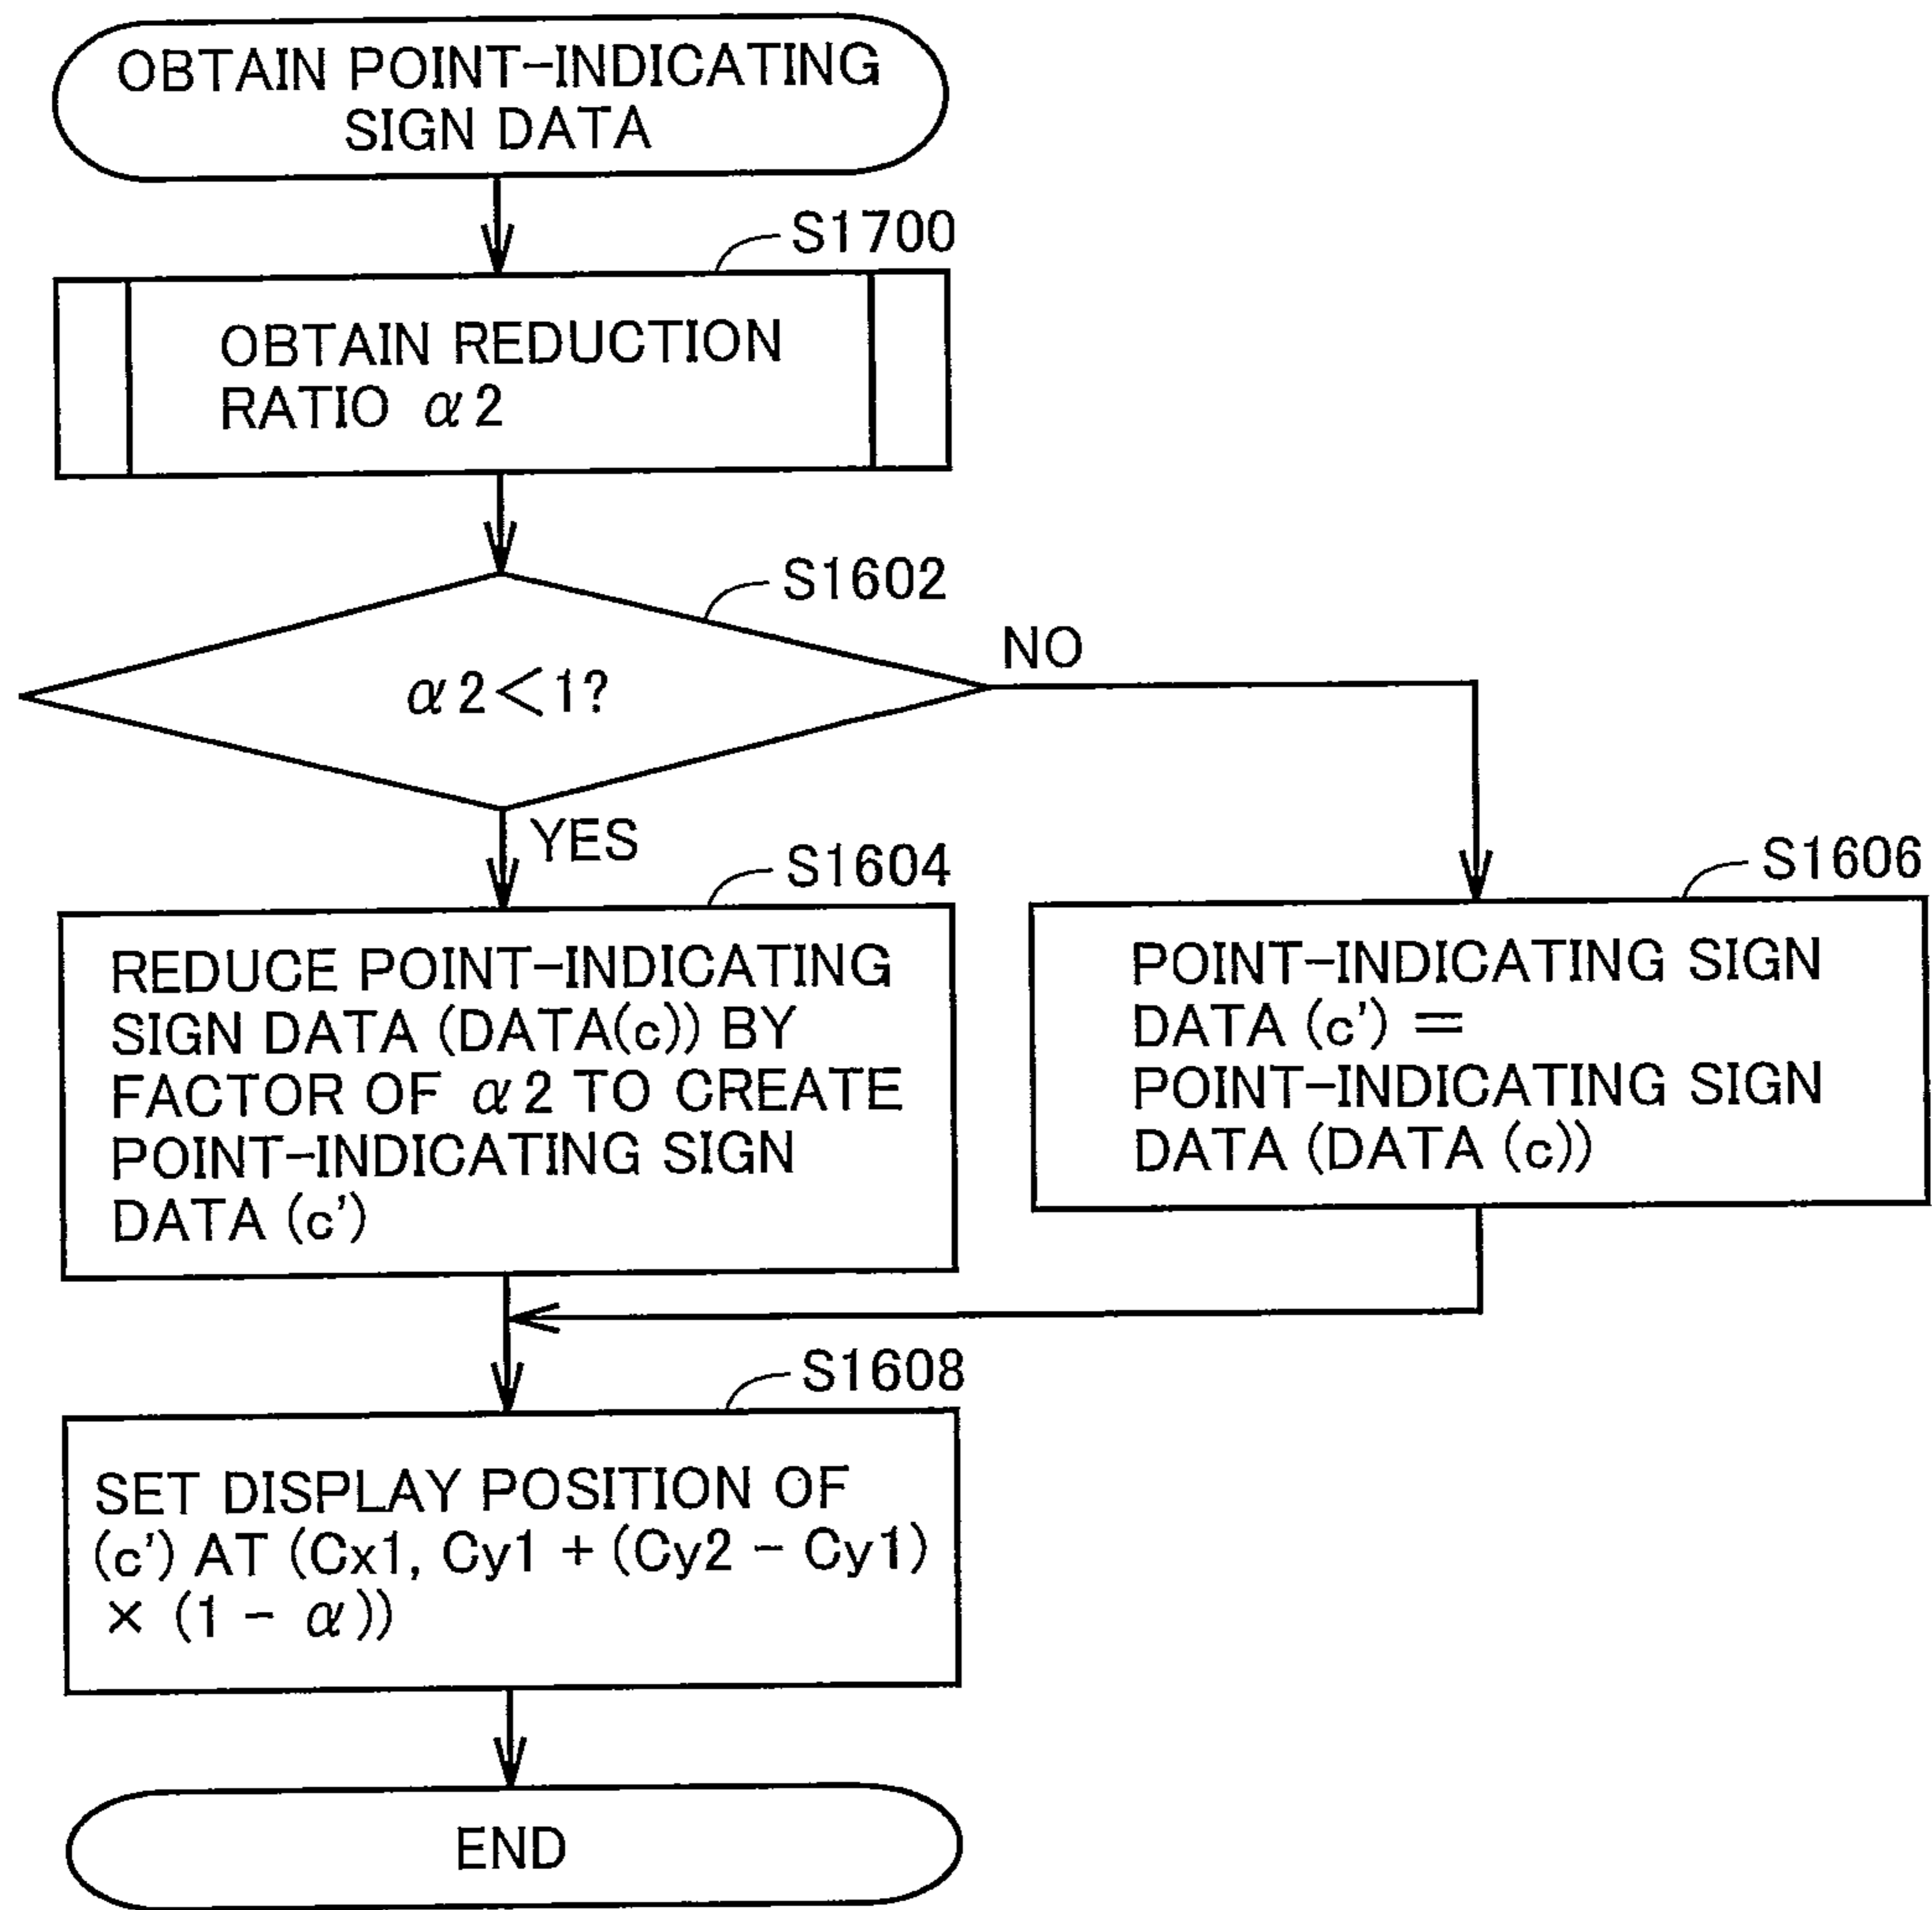 OBTAIN POINT-INDICATING
SIGN DATA
S1700
OBTAIN REDUCTION
RATIO α2
S1602
α2<1?
NO
YES
S1604
REDUCE POINT-INDICATING
SIGN DATA (DATA(c)) BY
FACTOR OF α2 TO CREATE
POINT-INDICATING SIGN
DATA (c')
S1606
POINT-INDICATING SIGN
DATA (c') =
POINT-INDICATING SIGN
DATA (DATA (c))
S1608
SET DISPLAY POSITION OF
(c') AT (Cx1, Cy1 + (Cy2 - Cy1)
× (1 - α))
END